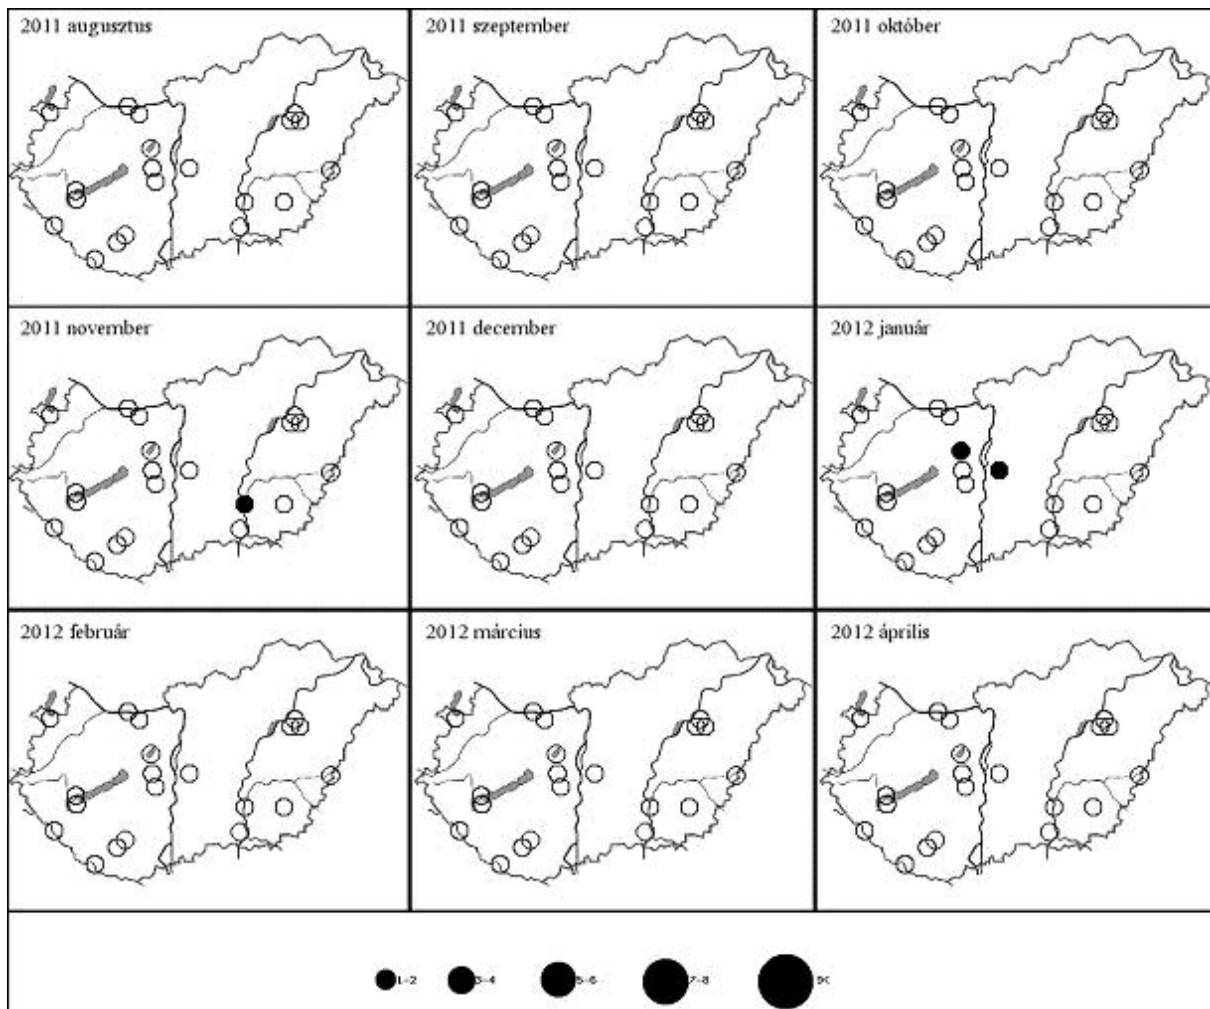 2011 augusztus
2011 szeptember
2011 október
2011 november
2011 december
2012 január
2012 február
2012 március
2012 április
1-2
3-4
5-6
7-8
9<